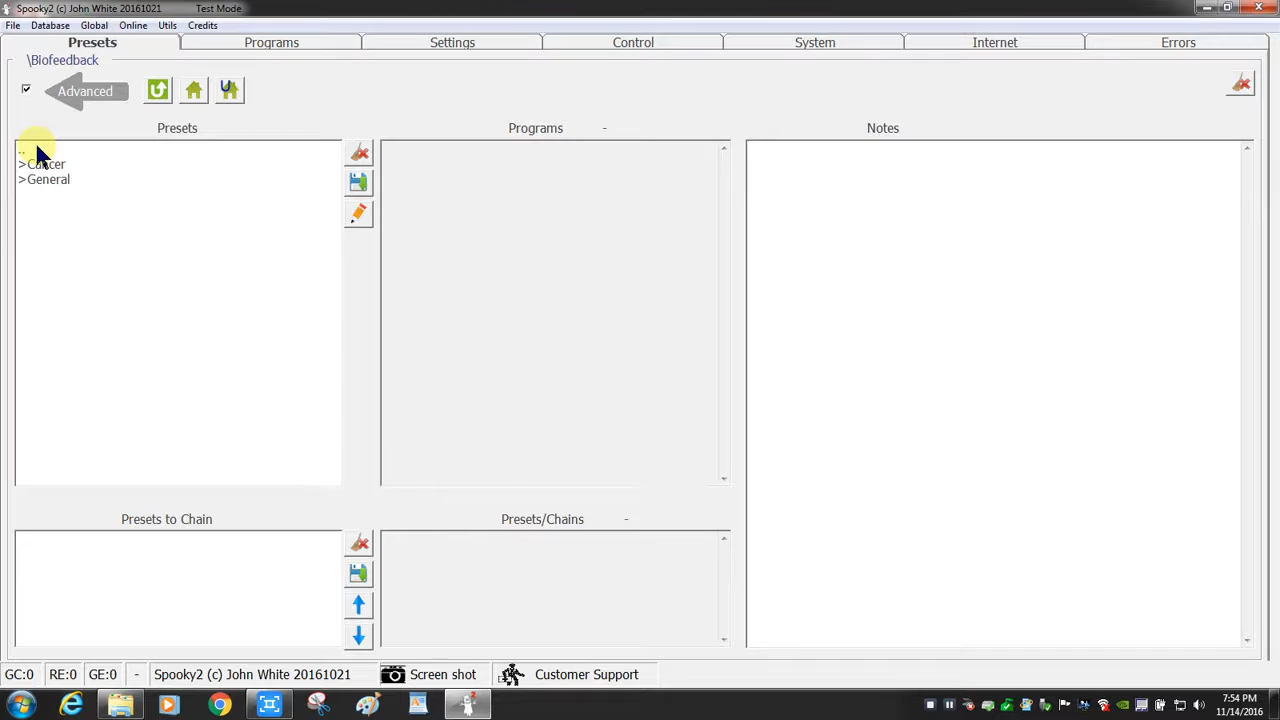 Spooky2 (c) John White 20161021 Test Mode
File Database Global Online Utils Credits
Presets Programs Settings Control System Internet Errors
\Biofeedback
Advanced
Presets Programs - Notes
..
>Cancer
>General
Presets to Chain Presets/Chains -
GC:0 RE:0 GE:0 - Spooky2 (c) John White 20161021 Screen shot Customer Support
7:54 PM
11/14/2016